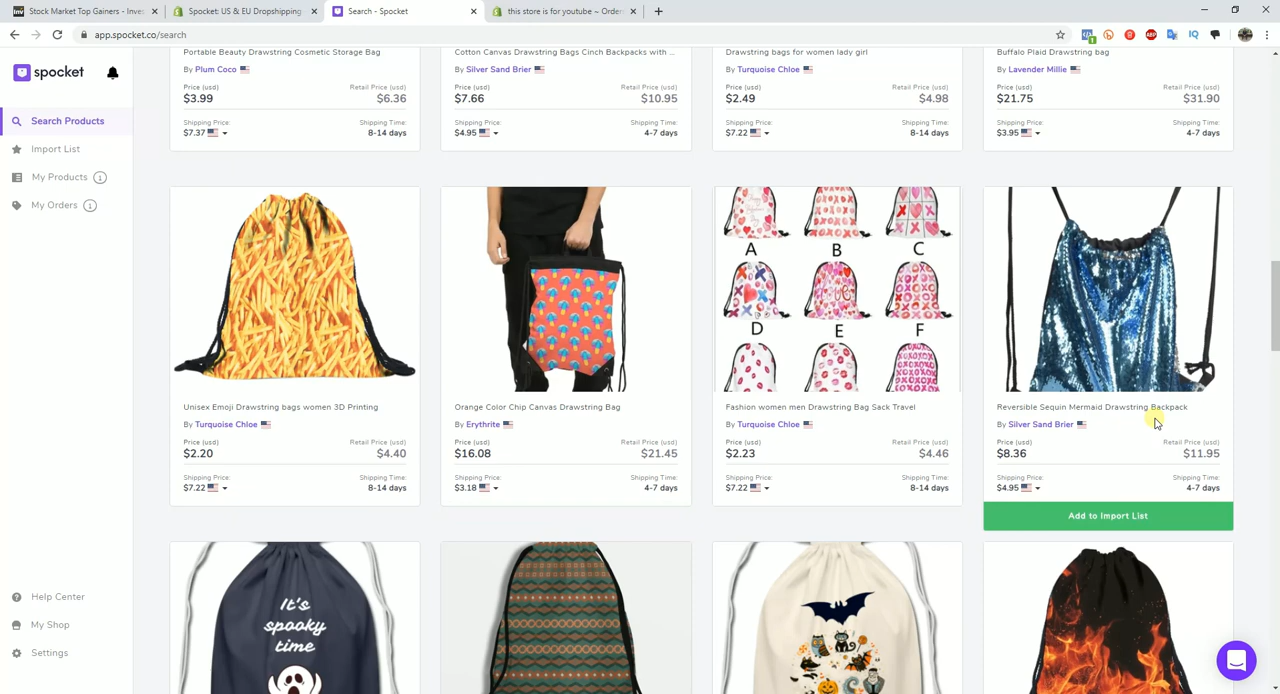 Stock Market Top Gainers - Inves
Spocket: US & EU Dropshipping
Search - Spocket
this store is for youtube ~ Order
app.spocket.co/search
spocket
Search Products
Import List
My Products
My Orders
Help Center
My Shop
Settings
Portable Beauty Drawstring Cosmetic Storage Bag
By Plum Coco
Price (usd) Retail Price (usd)
$3.99 $6.36
Shipping Price: Shipping Time:
$7.37 8-14 days
Cotton Canvas Drawstring Bags Cinch Backpacks with ...
By Silver Sand Brier
Price (usd) Retail Price (usd)
$7.66 $10.95
Shipping Price: Shipping Time:
$4.95 4-7 days
Drawstring bags for women lady girl
By Turquoise Chloe
Price (usd) Retail Price (usd)
$2.49 $4.98
Shipping Price: Shipping Time:
$7.22 8-14 days
Buffalo Plaid Drawstring bag
By Lavender Millie
Price (usd) Retail Price (usd)
$21.75 $31.90
Shipping Price: Shipping Time:
$3.95 4-7 days
Unisex Emoji Drawstring bags women 3D Printing
By Turquoise Chloe
Price (usd) Retail Price (usd)
$2.20 $4.40
Shipping Price: Shipping Time:
$7.22 8-14 days
Orange Color Chip Canvas Drawstring Bag
By Erythrite
Price (usd) Retail Price (usd)
$16.08 $21.45
Shipping Price: Shipping Time:
$3.18 4-7 days
A B C
D E F
Fashion women men Drawstring Bag Sack Travel
By Turquoise Chloe
Price (usd) Retail Price (usd)
$2.23 $4.46
Shipping Price: Shipping Time:
$7.22 8-14 days
Reversible Sequin Mermaid Drawstring Backpack
By Silver Sand Brier
Price (usd) Retail Price (usd)
$8.36 $11.95
Shipping Price: Shipping Time:
$4.95 4-7 days
Add to Import List
It's
spooky
time